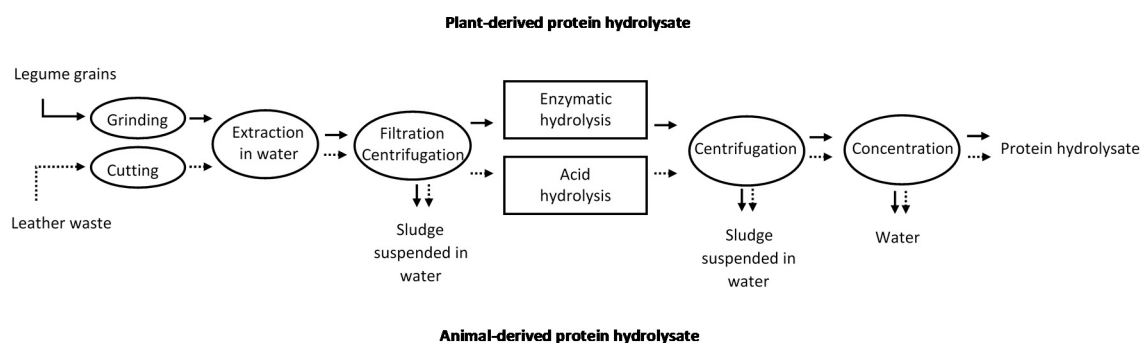 Plant-derived protein hydrolysate
Legume grains
Grinding
Cutting
Leather waste
Extraction
in water
Filtration
Centrifugation
Sludge
suspended in
water
Enzymatic
hydrolysis
Acid
hydrolysis
Centrifugation
Sludge
suspended in
water
Concentration
Water
Protein hydrolysate
Animal-derived protein hydrolysate